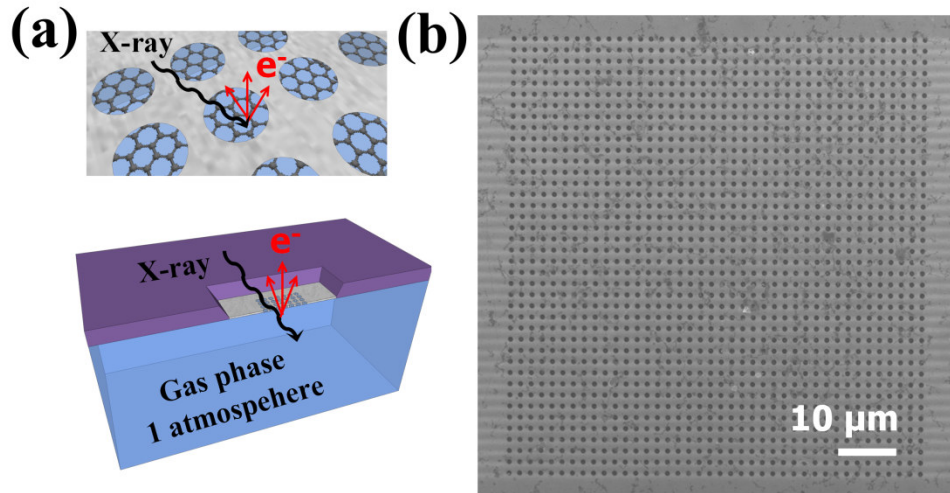 (a)
X-ray
e-
X-ray
e-
Gas phase
1 atmospehere
(b)
10 µm